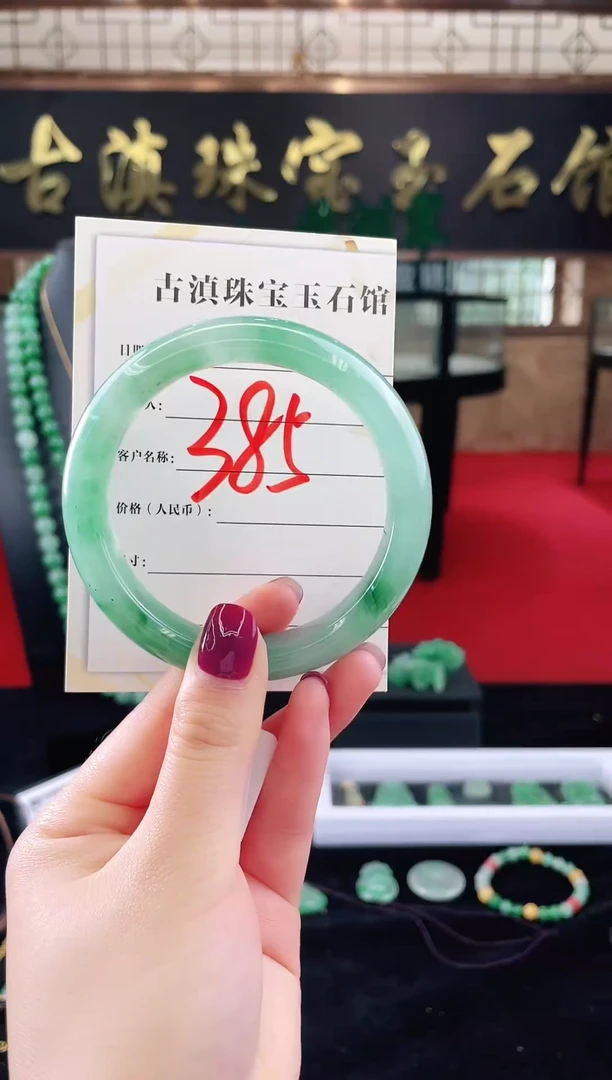 古滇珠宝玉石馆
古滇珠宝玉石馆
日期
人:
385
客户名称:
价格(人民币):
寸: